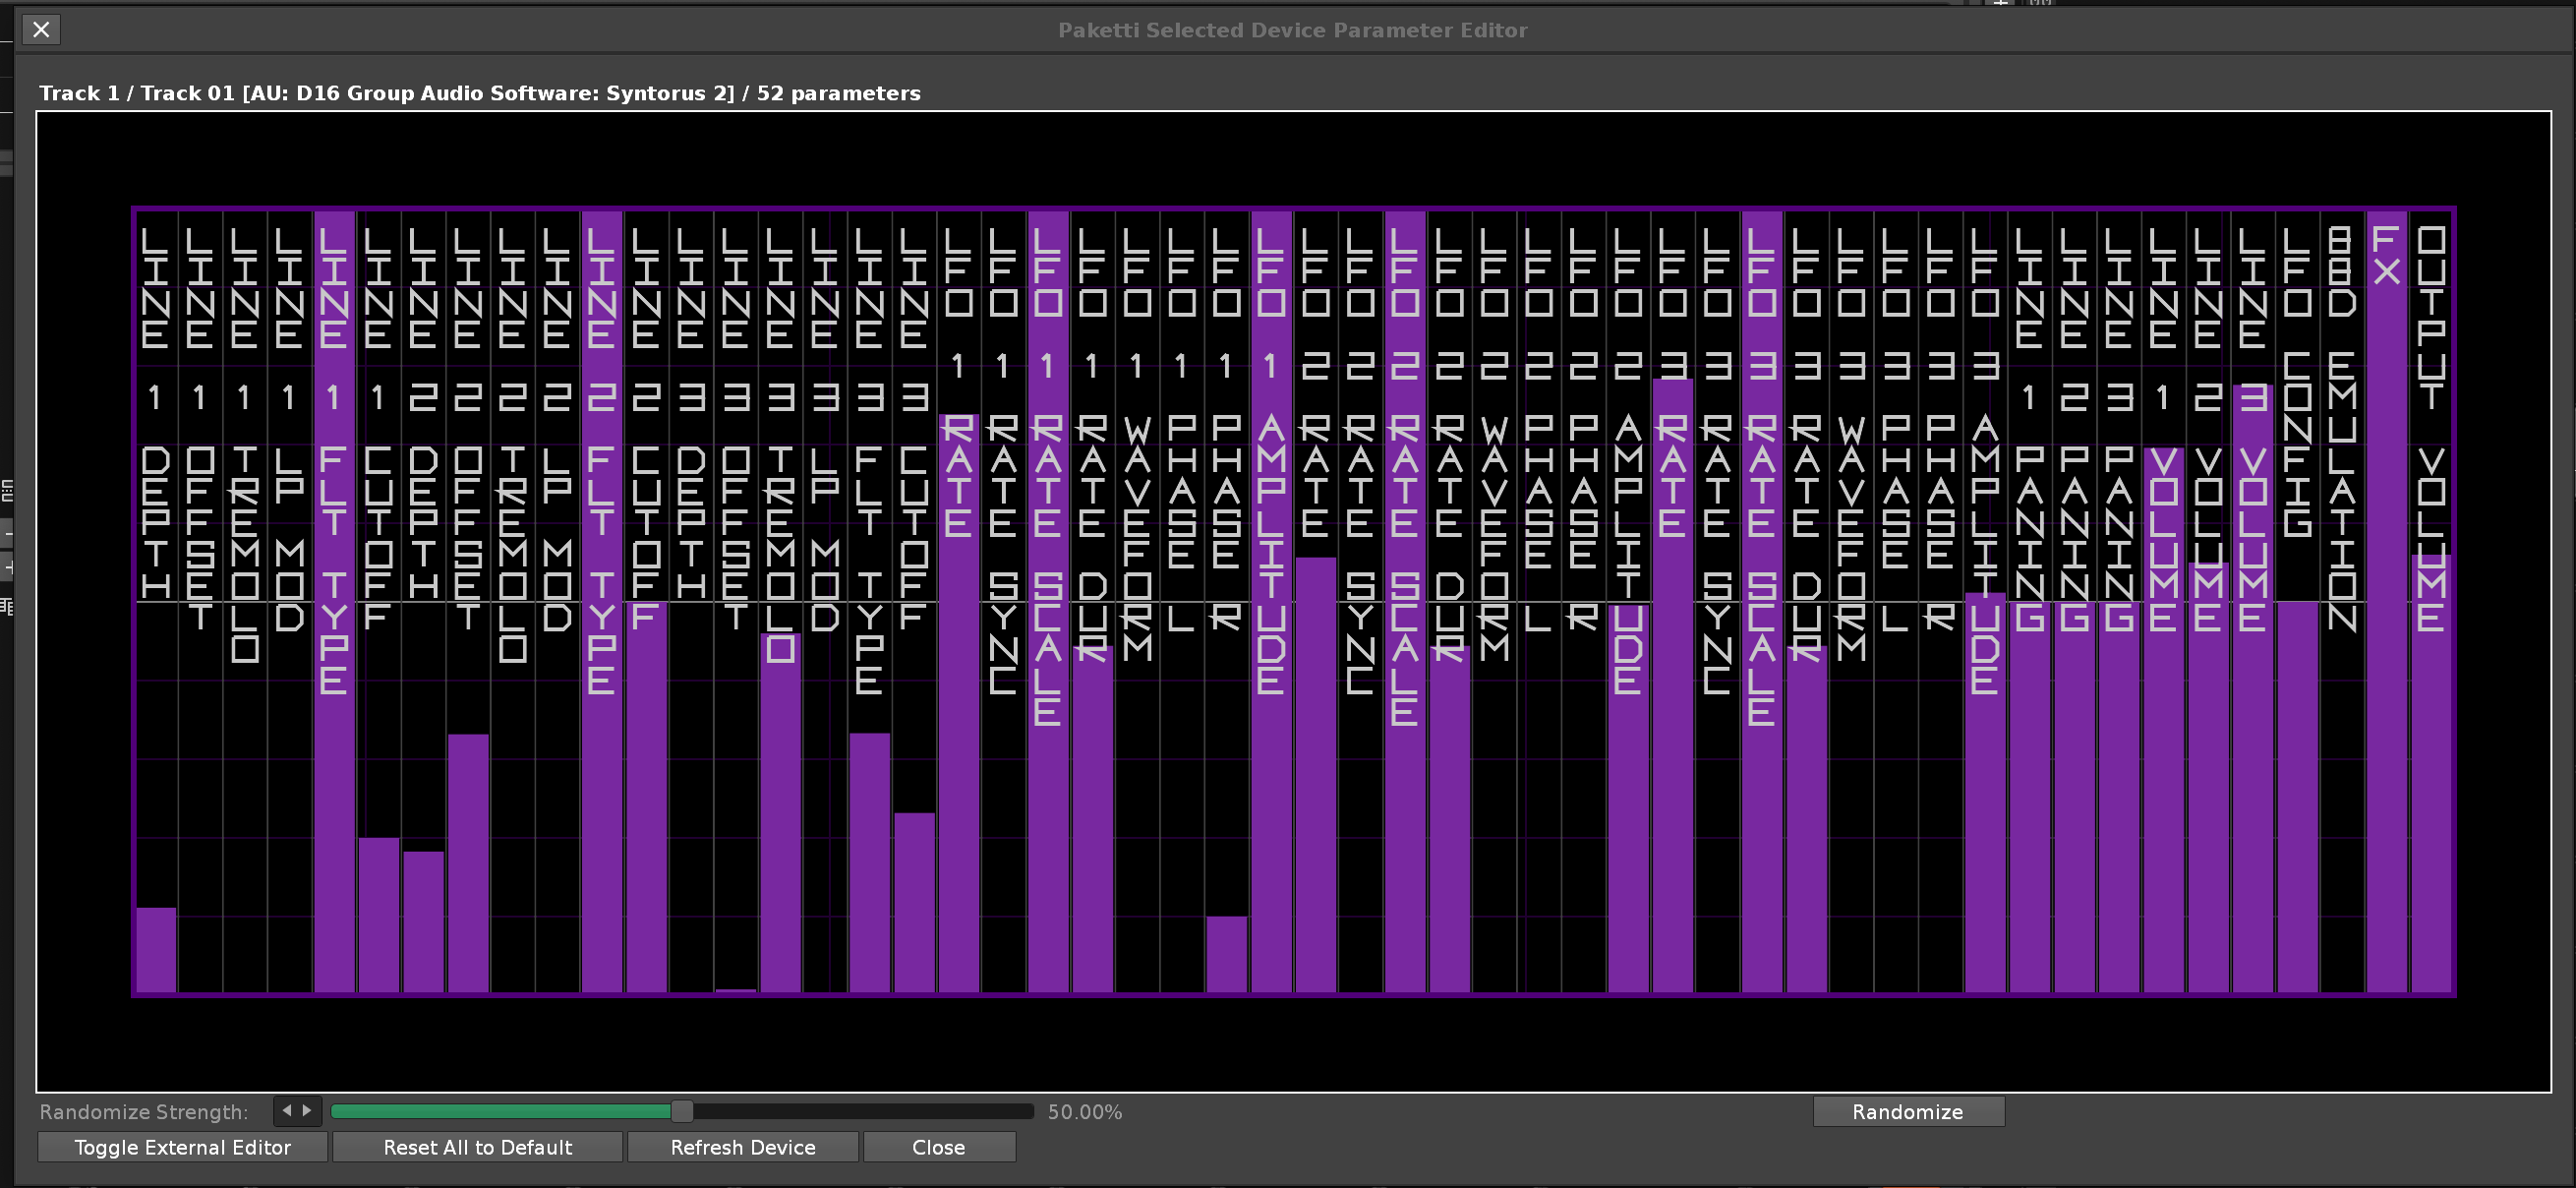 Paketti Selected Device Parameter Editor
Track 1 / Track 01 [AU: D16 Group Audio Software: Syntorus 2] / 52 parameters
LINE 1 DEPTH
LINE 1 OFFSET
LINE 1 TREMOLO
LINE 1 LP MOD
LINE 1 FLT TYPE
LINE 1 CUTOFF
LINE 2 DEPTH
LINE 2 OFFSET
LINE 2 TREMOLO
LINE 2 LP MOD
LINE 2 FLT TYPE
LINE 2 CUTOFF
LINE 3 DEPTH
LINE 3 OFFSET
LINE 3 TREMOLO
LINE 3 LP MOD
LINE 3 FLT TYPE
LINE 3 CUTOFF
LFO 1 RATE
LFO 1 RATE SYNC
LFO 1 RATE SCALE
LFO 1 RATE DUR
LFO 1 WAVEFORM
LFO 1 PHASE L
LFO 1 PHASE R
LFO 1 AMPLITUDE
LFO 2 RATE
LFO 2 RATE SYNC
LFO 2 RATE SCALE
LFO 2 RATE DUR
LFO 2 WAVEFORM
LFO 2 PHASE L
LFO 2 PHASE R
LFO 2 AMPLITUDE
LFO 3 RATE
LFO 3 RATE SYNC
LFO 3 RATE SCALE
LFO 3 RATE DUR
LFO 3 WAVEFORM
LFO 3 PHASE L
LFO 3 PHASE R
LFO 3 AMPLITUDE
LINE 1 PANNING
LINE 2 PANNING
LINE 3 PANNING
LINE 1 VOLUME
LINE 2 VOLUME
LINE 3 VOLUME
LFO CONFIG
BBD EMULATION
FX
OUTPUT VOLUME
Randomize Strength:
50.00%
Randomize
Toggle External Editor
Reset All to Default
Refresh Device
Close